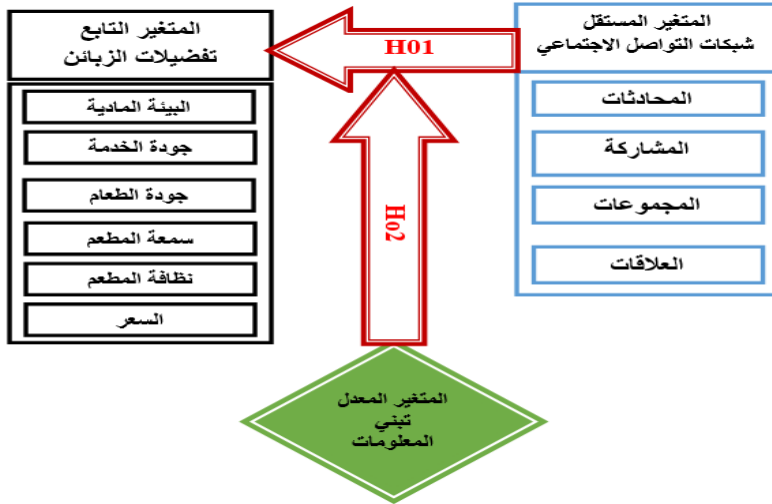 المتغير المستقل
شبكات التواصل الاجتماعي
المحادثات
المشاركة
المجموعات
العلاقات
H01
المتغير التابع
تفضيلات الزبائن
البيئة المادية
جودة الخدمة
جودة الطعام
سمعة المطعم
نظافة المطعم
السعر
Ho2
المتغير المعدل
تبني
المعلومات